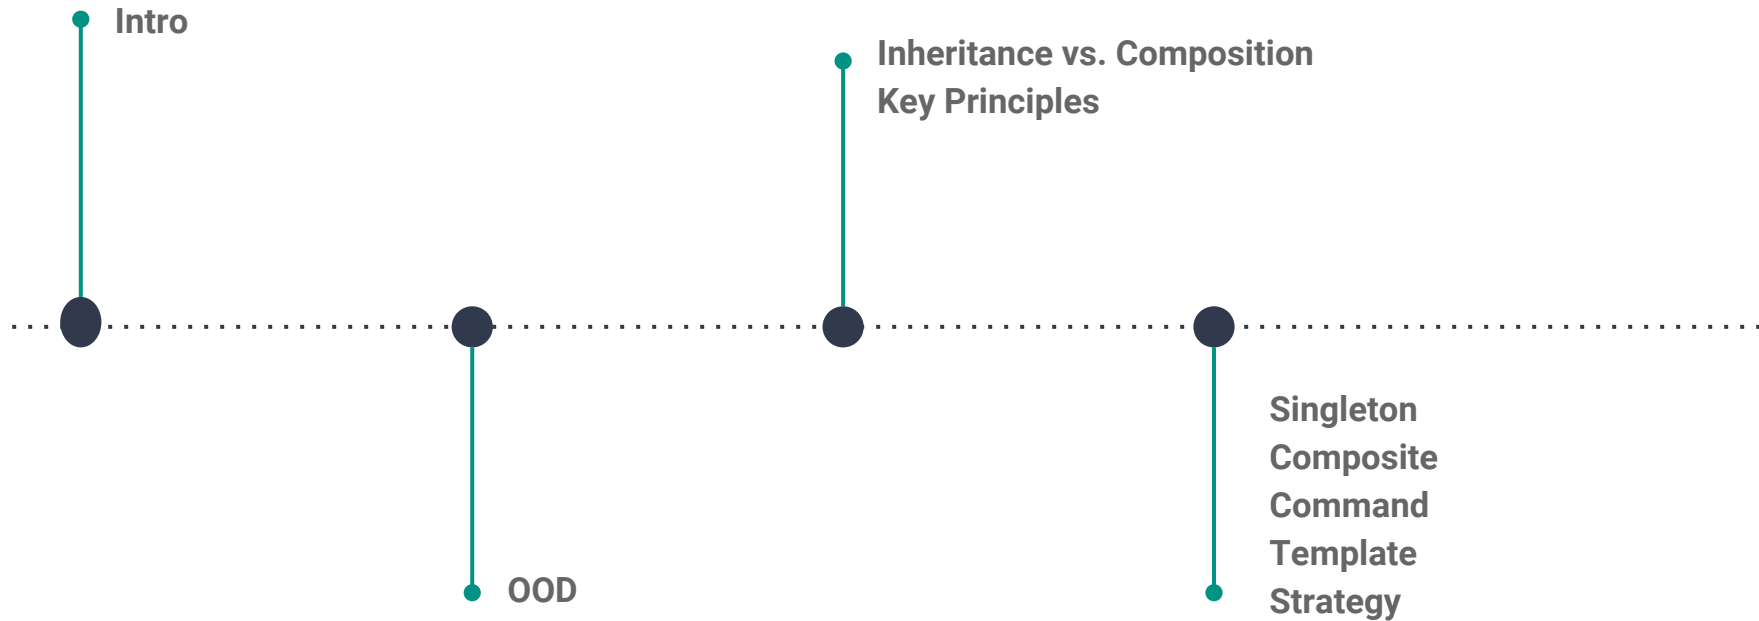 Intro
Inheritance vs. Composition
Key Principles
OOD
Singleton
Composite
Command
Template
Strategy